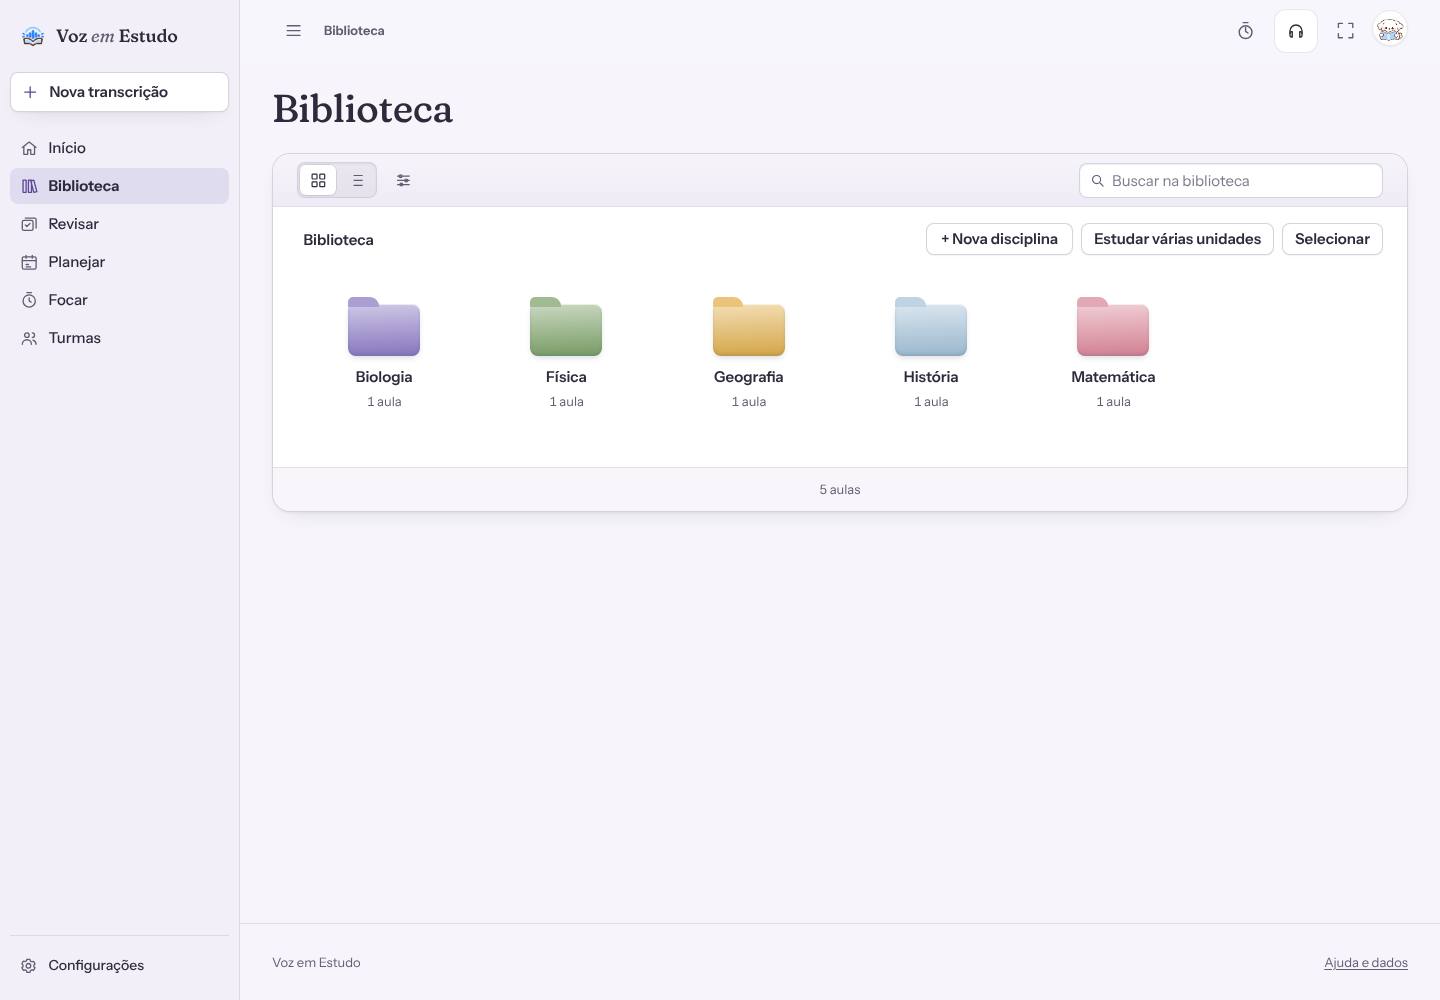 Voz em Estudo
Nova transcrição
Início
Biblioteca
Revisar
Planejar
Focar
Turmas
Configurações
Biblioteca
Biblioteca
Buscar na biblioteca
Biblioteca
+ Nova disciplina
Estudar várias unidades
Selecionar
Biologia
1 aula
Física
1 aula
Geografia
1 aula
História
1 aula
Matemática
1 aula
5 aulas
Voz em Estudo
Ajuda e dados